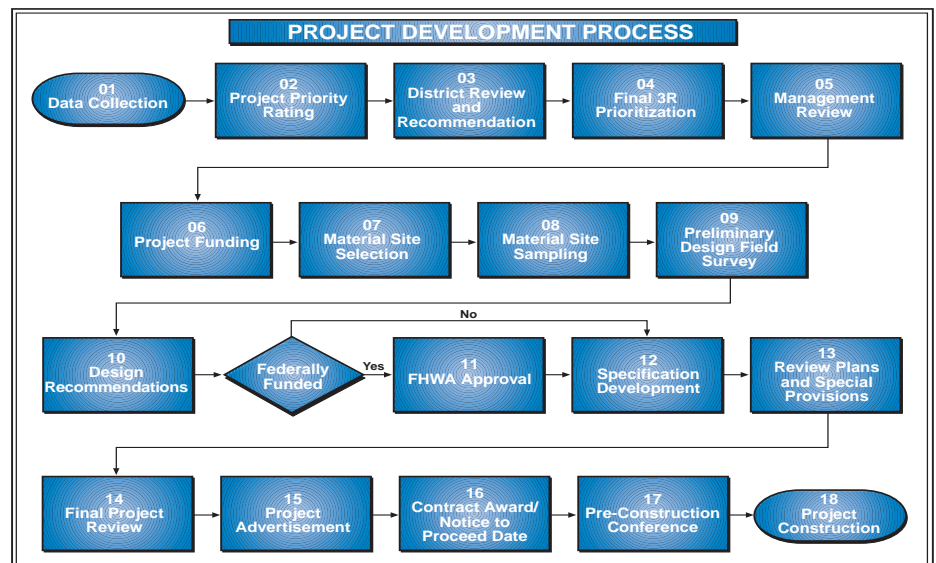 PROJECT DEVELOPMENT PROCESS
01
Data Collection
02
Project Priority
Rating
03
District Review
and
Recommendation
04
Final 3R
Prioritization
05
Management
Review
06
Project Funding
07
Material Site
Selection
08
Material Site
Sampling
09
Preliminary
Design Field
Survey
10
Design
Recommendations
Federally
Funded
No
Yes
11
FHWA Approval
12
Specification
Development
13
Review Plans
and Special
Provisions
14
Final Project
Review
15
Project
Advertisement
16
Contract Award/
Notice to
Proceed Date
17
Pre-Construction
Conference
18
Project
Construction